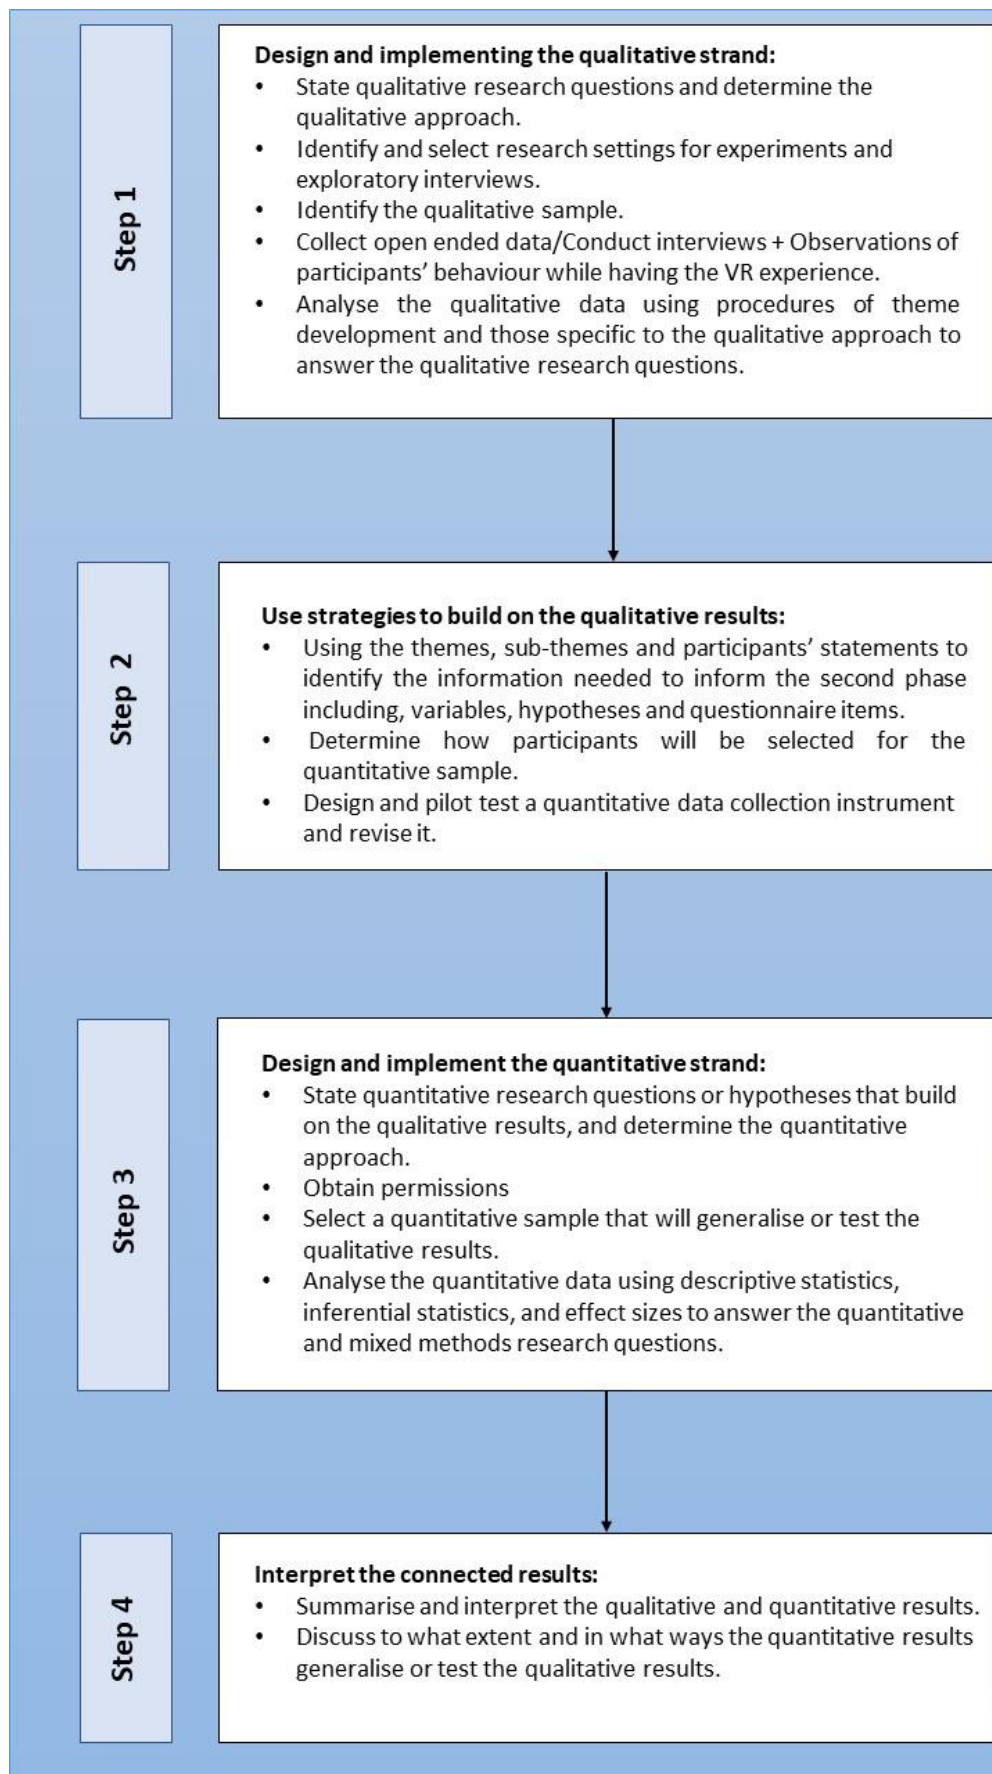 Step 1
Design and implementing the qualitative strand:
• State qualitative research questions and determine the
qualitative approach.
• Identify and select research settings for experiments and
exploratory interviews.
• Identify the qualitative sample.
• Collect open ended data/Conduct interviews + Observations of
participants’ behaviour while having the VR experience.
• Analyse the qualitative data using procedures of theme
development and those specific to the qualitative approach to
answer the qualitative research questions.
Step 2
Use strategies to build on the qualitative results:
• Using the themes, sub-themes and participants’ statements to
identify the information needed to inform the second phase
including, variables, hypotheses and questionnaire items.
• Determine how participants will be selected for the
quantitative sample.
• Design and pilot test a quantitative data collection instrument
and revise it.
Step 3
Design and implement the quantitative strand:
• State quantitative research questions or hypotheses that build
on the qualitative results, and determine the quantitative
approach.
• Obtain permissions
• Select a quantitative sample that will generalise or test the
qualitative results.
• Analyse the quantitative data using descriptive statistics,
inferential statistics, and effect sizes to answer the quantitative
and mixed methods research questions.
Step 4
Interpret the connected results:
• Summarise and interpret the qualitative and quantitative results.
• Discuss to what extent and in what ways the quantitative results
generalise or test the qualitative results.